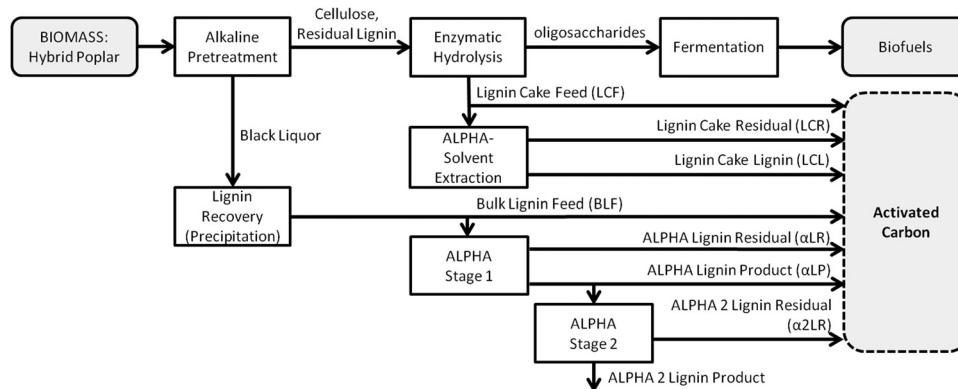 BIOMASS:
Hybrid Poplar
Alkaline
Pretreatment
Cellulose,
Residual Lignin
Enzymatic
Hydrolysis
oligosaccharides
Fermentation
Biofuels
Lignin Cake Feed (LCF)
Black Liquor
ALPHA-
Solvent
Extraction
Lignin Cake Residual (LCR)
Lignin Cake Lignin (LCL)
Lignin
Recovery
(Precipitation)
Bulk Lignin Feed (BLF)
Activated
Carbon
ALPHA
Stage 1
ALPHA Lignin Residual (αLR)
ALPHA Lignin Product (αLP)
ALPHA
Stage 2
ALPHA 2 Lignin Residual
(α2LR)
ALPHA 2 Lignin Product